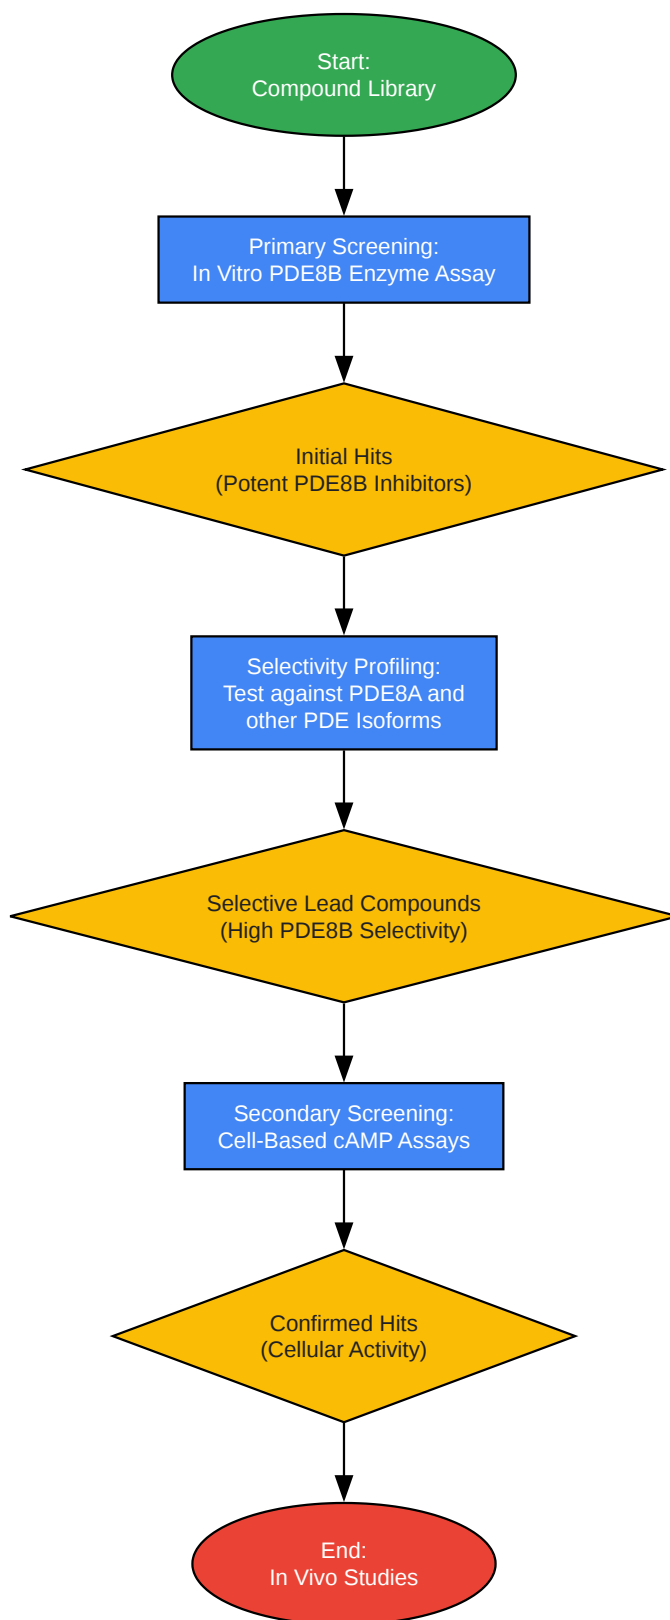 Start:
Compound Library
Primary Screening:
In Vitro PDE8B Enzyme Assay
Initial Hits
(Potent PDE8B Inhibitors)
Selectivity Profiling:
Test against PDE8A and
other PDE Isoforms
Selective Lead Compounds
(High PDE8B Selectivity)
Secondary Screening:
Cell-Based cAMP Assays
Confirmed Hits
(Cellular Activity)
End:
In Vivo Studies